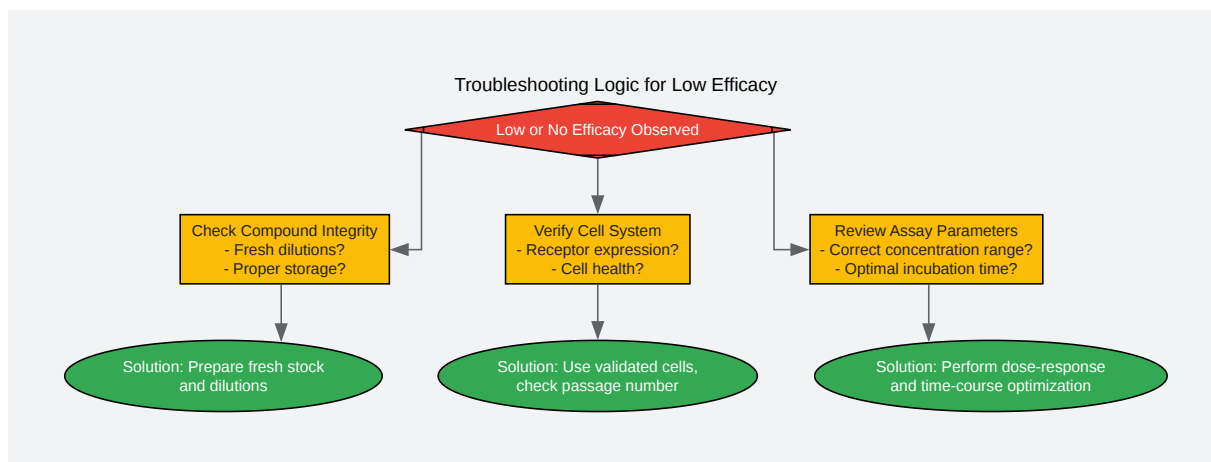 Troubleshooting Logic for Low Efficacy
Low or No Efficacy Observed
Check Compound Integrity
- Fresh dilutions?
- Proper storage?
Verify Cell System
- Receptor expression?
- Cell health?
Review Assay Parameters
- Correct concentration range?
- Optimal incubation time?
Solution: Prepare fresh stock
and dilutions
Solution: Use validated cells,
check passage number
Solution: Perform dose-response
and time-course optimization